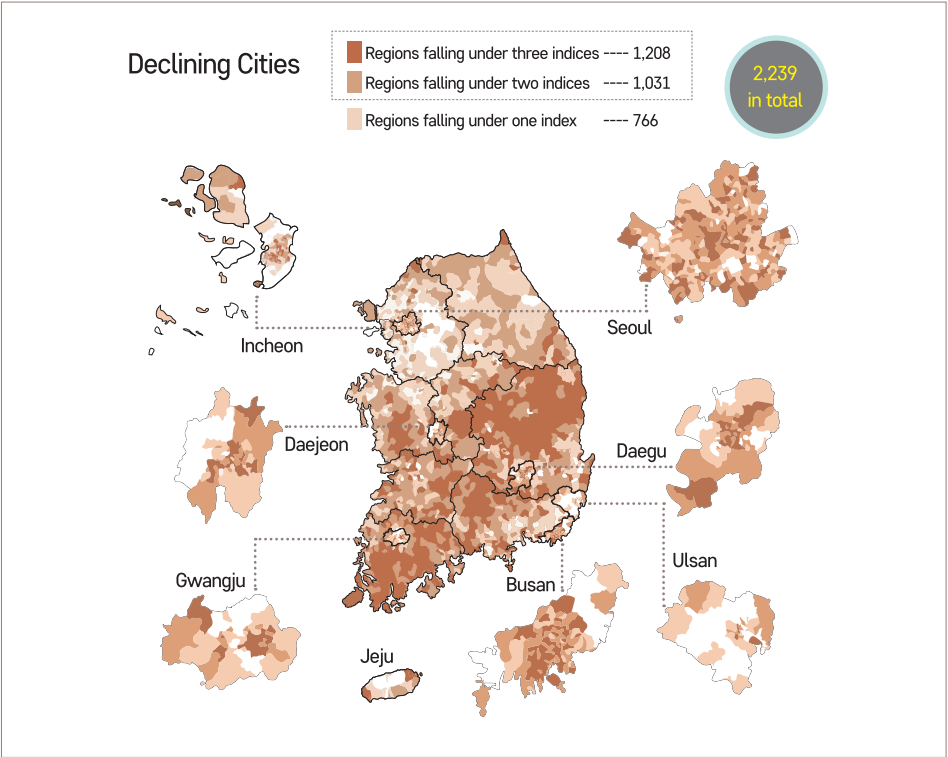 Declining Cities
Regions falling under three indices ---- 1,208
Regions falling under two indices ---- 1,031
Regions falling under one index ---- 766
2,239
in total
Seoul
Incheon
Daejeon
Daegu
Ulsan
Gwangju
Busan
Jeju